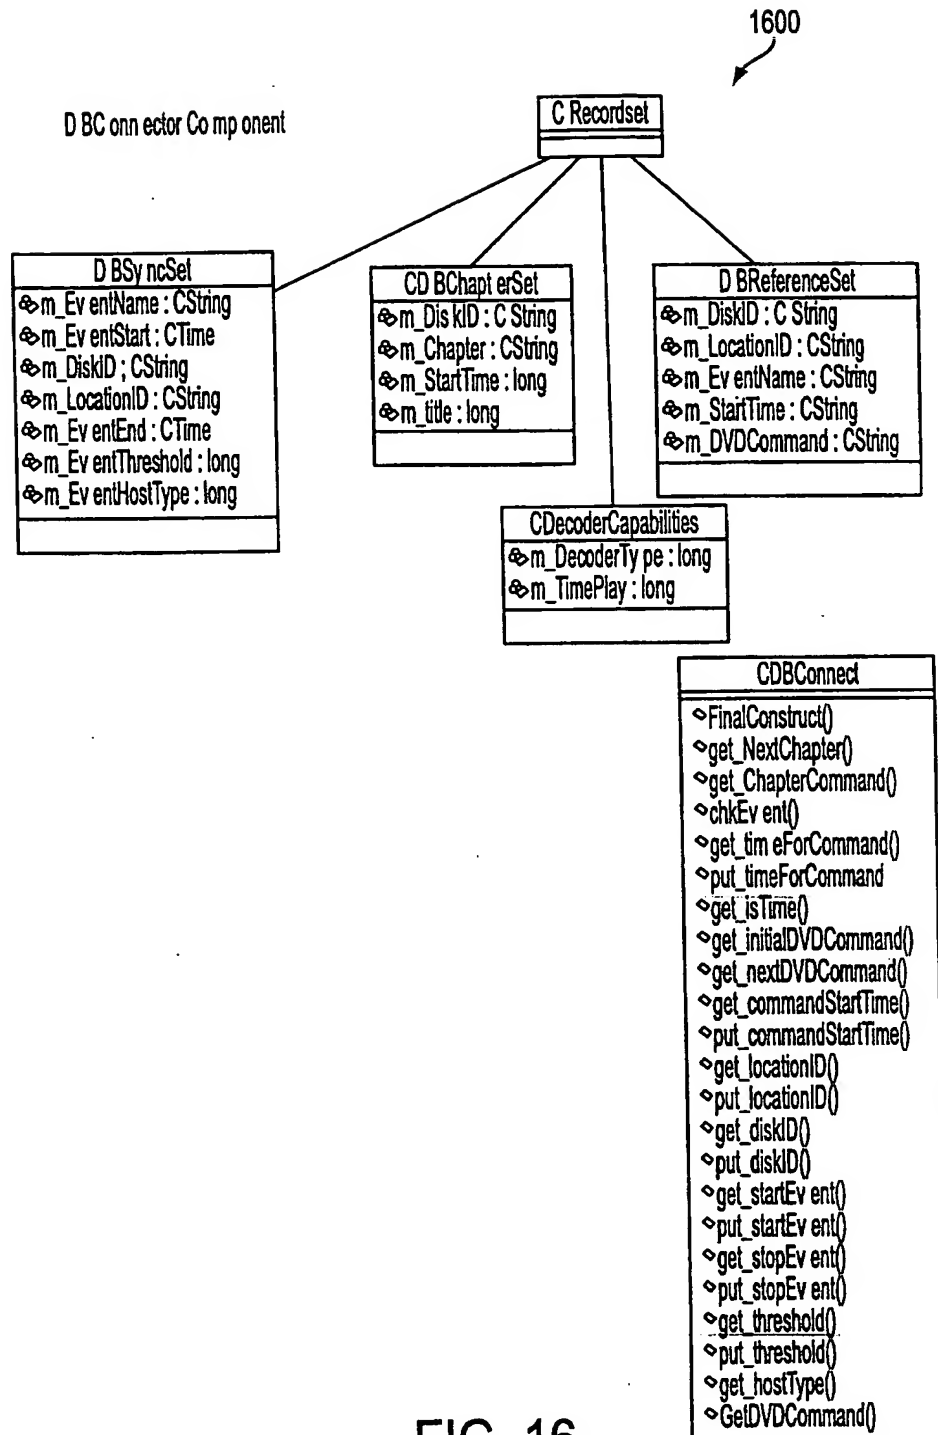 1600
D BC onn ector Co mp onent
C Recordset
D BSy ncSet
m_Ev entName : CString
m_Ev entStart : CTime
m_DiskID ; CString
m_LocationID : CString
m_Ev entEnd : CTime
m_Ev entThreshold : long
m_Ev entHostType : long
CD BChapt erSet
m_Dis kID : C String
m_Chapter : CString
m_StartTime : long
m_title : long
D BReferenceSet
m_DiskID : C String
m_LocationID : CString
m_Ev entName : CString
m_StartTime : CString
m_DVDCommand : CString
CDecoderCapabilities
m_DecoderTy pe : long
m_TimePlay : long
CDBConnect
FinalConstruct()
get_NextChapter()
get_ChapterCommand()
chkEv ent()
get_tim eForCommand()
put_timeForCommand
get_isTime()
get_initialDVDCommand()
get_nextDVDCommand()
get_commandStartTime()
put_commandStartTime()
get_locationID()
put_locationID()
get_diskID()
put_diskID()
get_startEv ent()
put_startEv ent()
get_stopEv ent()
put_stopEv ent()
get_threshold()
put_threshold()
get_hostType()
GetDVDCommand()
FIG. 16